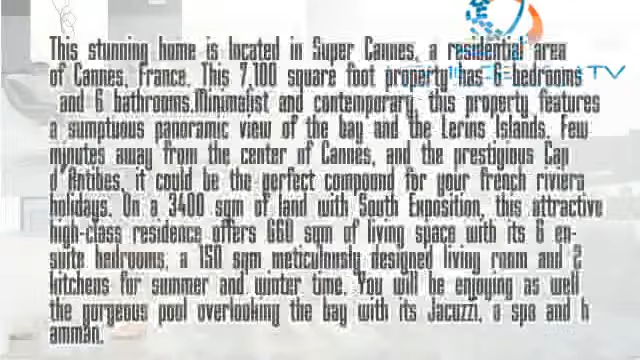 This stunning home is located in Super Cannes, a residential area
of Cannes, France. This 7,100 square foot property has 6 bedrooms
and 6 bathrooms.Minimalist and contemporary, this property features
a sumptuous panoramic view of the bay and the Lerins Islands. Few
minutes away from the center of Cannes, and the prestigious Cap
d'Antibes, it could be the perfect compound for your french riviera
holidays. On a 3400 sqm of land with South Exposition, this attractive
high-class residence offers 660 sqm of living space with its 6 en-
suite bedrooms, a 150 sqm meticulously designed living room and 2
kitchens for summer and winter time. You will be enjoying as well
the gorgeous pool overlooking the bay with its Jacuzzi, a spa and h
amman.
TV